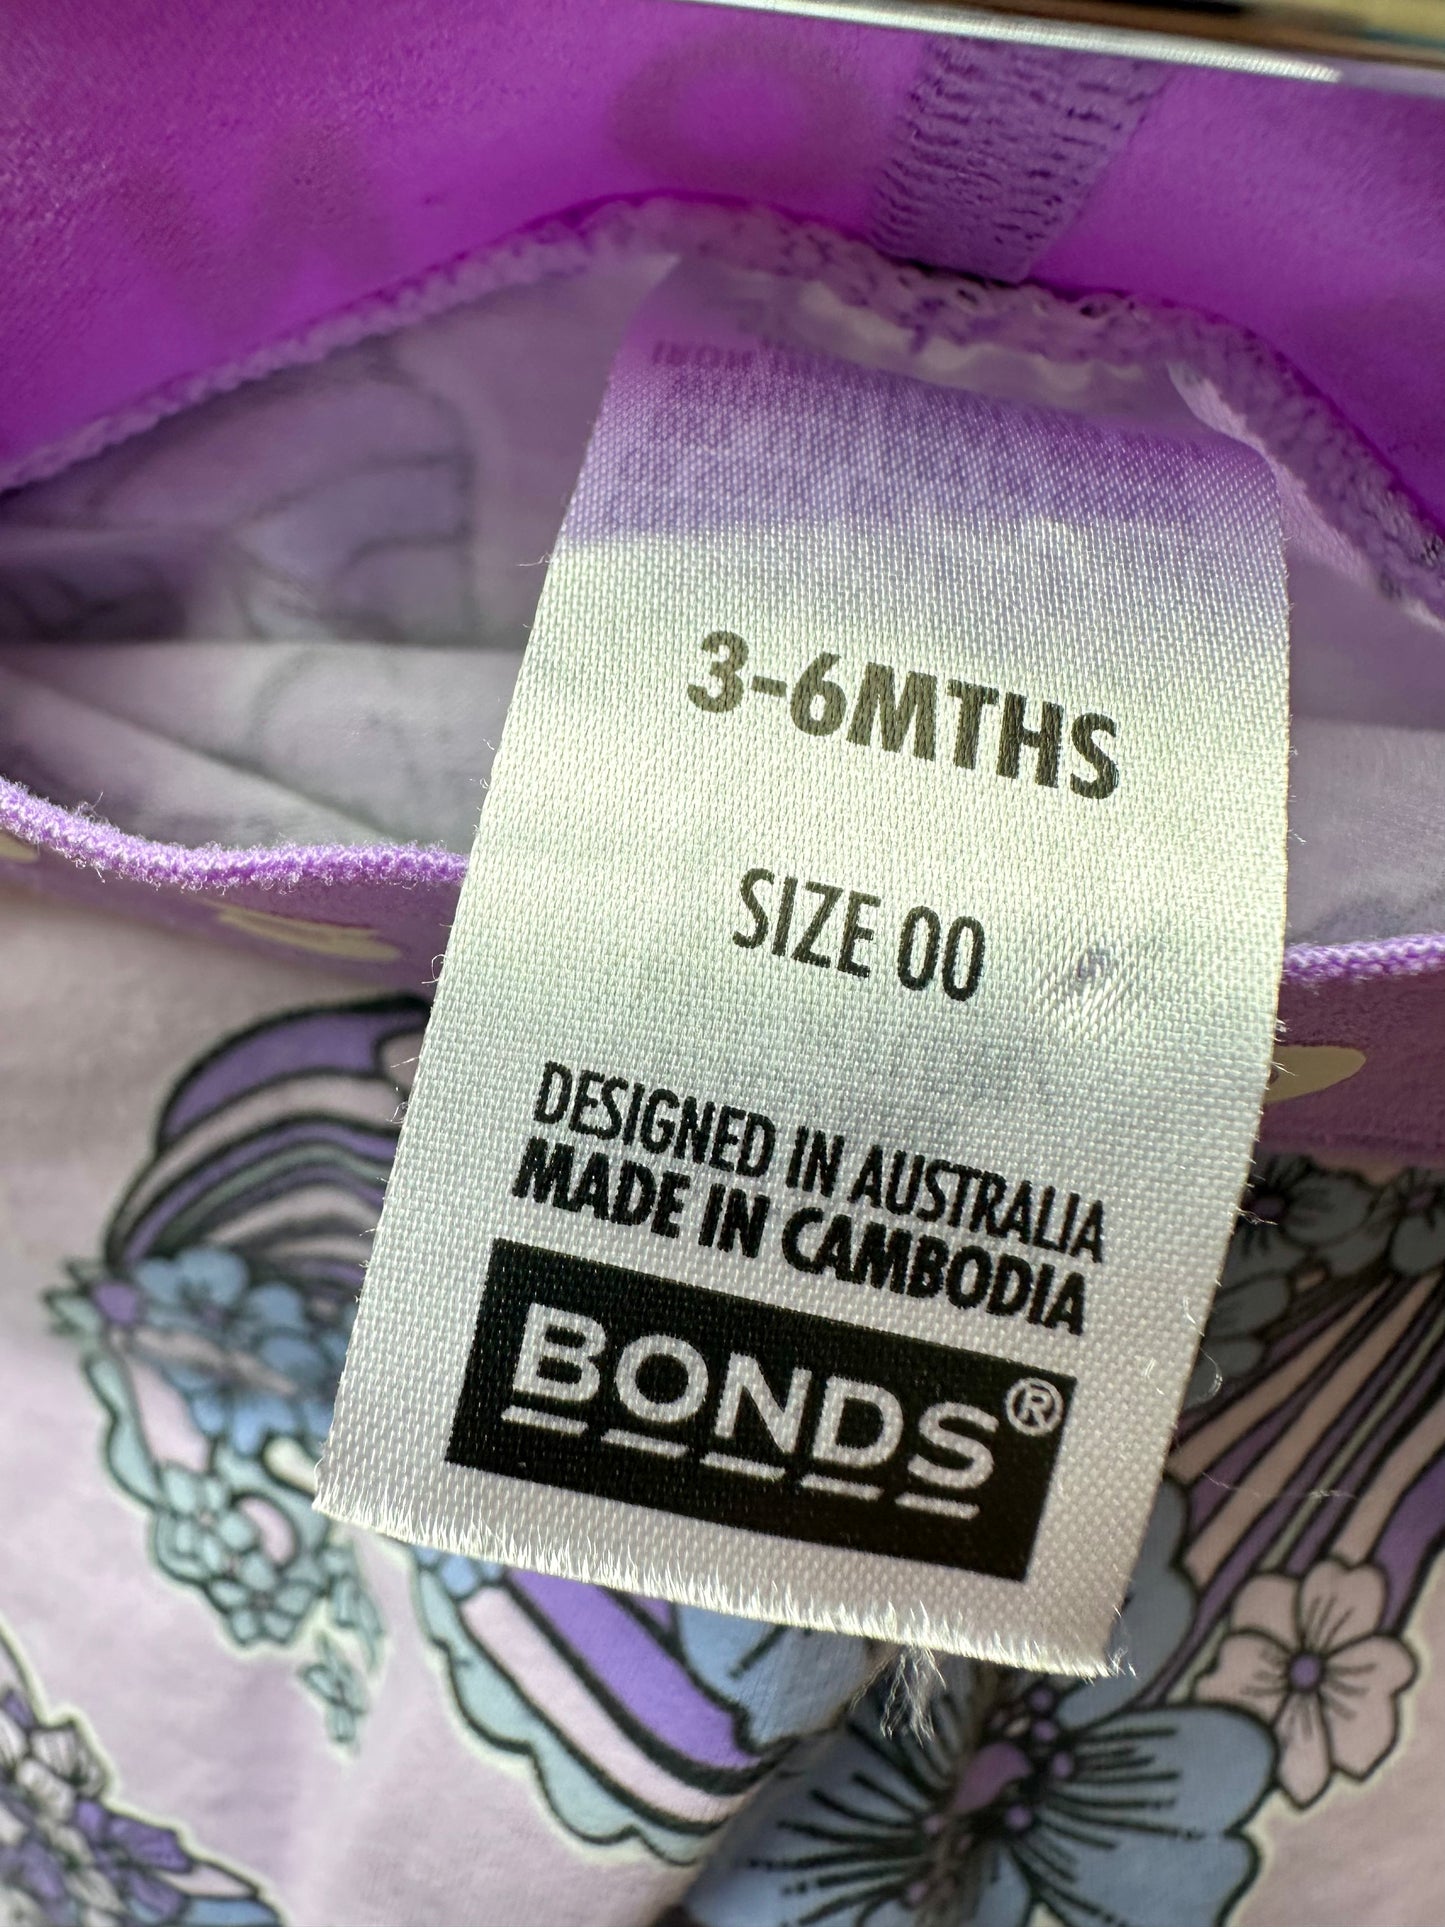 3-6MTHS
SIZE 00
DESIGNED IN AUSTRALIA
MADE IN CAMBODIA
BONDS®